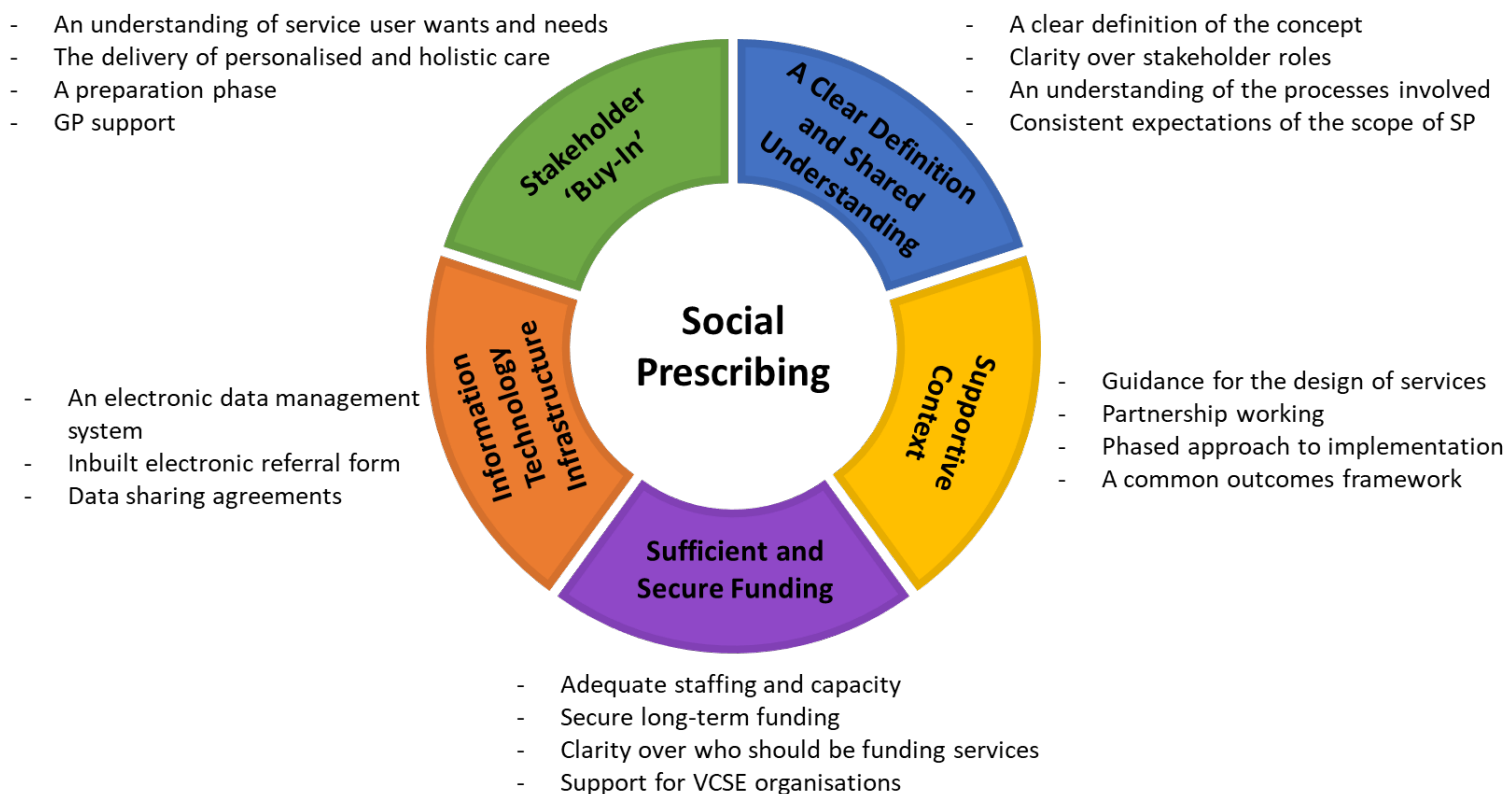 - An understanding of service user wants and needs
- The delivery of personalised and holistic care
- A preparation phase
- GP support
- A clear definition of the concept
- Clarity over stakeholder roles
- An understanding of the processes involved
- Consistent expectations of the scope of SP
Stakeholder
‘Buy-In’
A Clear Definition
and Shared
Understanding
Social
Prescribing
Information
Technology
Infrastructure
Supportive
Context
- An electronic data management
system
- Inbuilt electronic referral form
- Data sharing agreements
- Guidance for the design of services
- Partnership working
- Phased approach to implementation
- A common outcomes framework
Sufficient and
Secure Funding
- Adequate staffing and capacity
- Secure long-term funding
- Clarity over who should be funding services
- Support for VCSE organisations